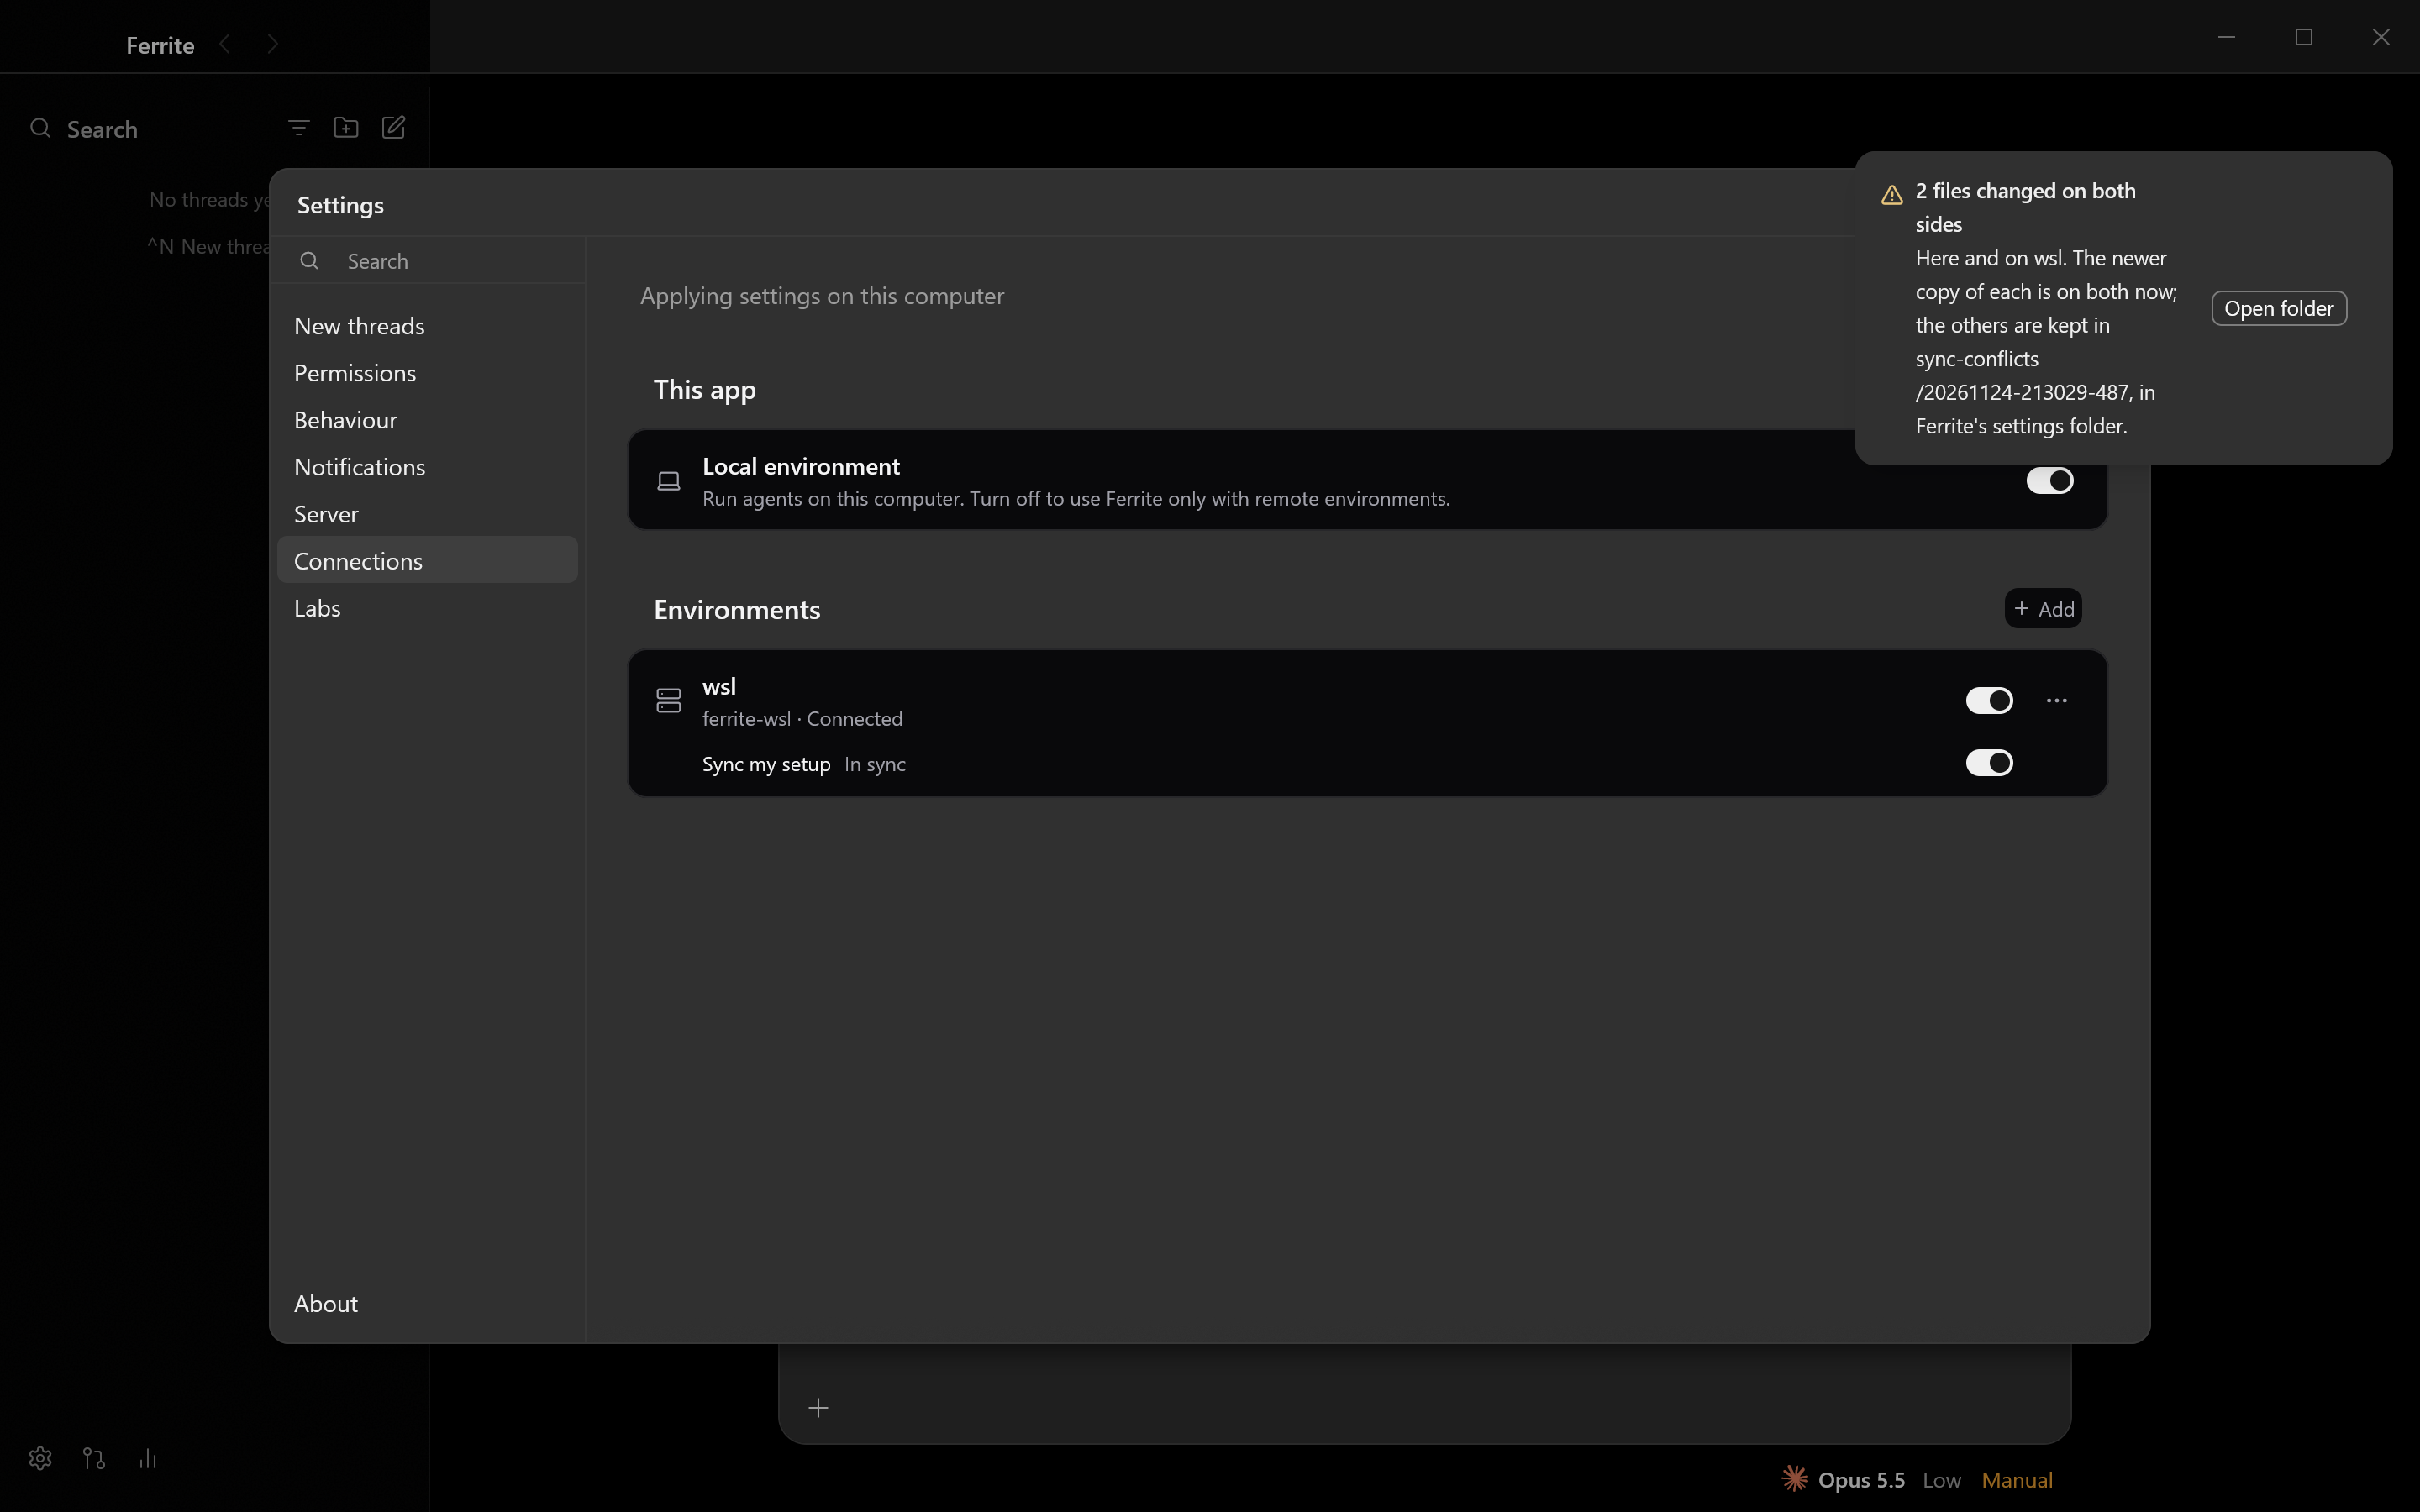 Ferrite
Search
No threads ye
^N New threa
Settings
Search
New threads
Permissions
Behaviour
Notifications
Server
Connections
Labs
About
Applying settings on this computer
This app
Local environment
Run agents on this computer. Turn off to use Ferrite only with remote environments.
Environments
+ Add
wsl
ferrite-wsl · Connected
Sync my setup In sync
2 files changed on both
sides
Here and on wsl. The newer
copy of each is on both now;
the others are kept in
sync-conflicts
/20261124-213029-487, in
Ferrite's settings folder.
Open folder
Opus 5.5 Low Manual